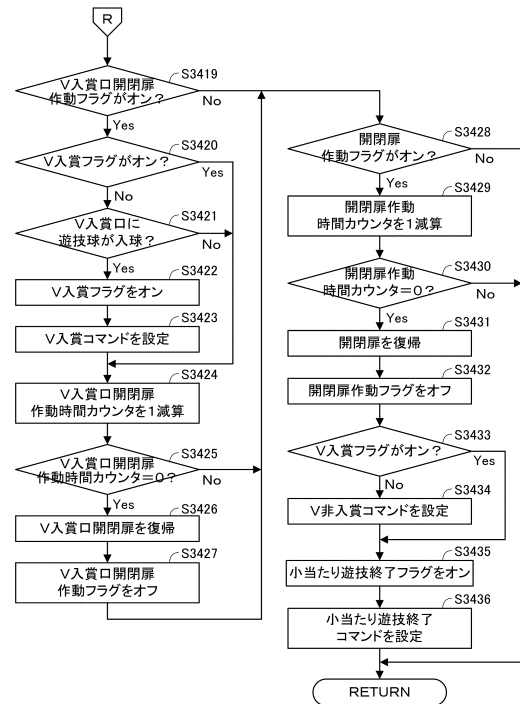 R
S3419
V入賞口開閉扉
作動フラグがオン?
No
Yes
S3420
V入賞フラグがオン?
Yes
No
S3421
V入賞口に
遊技球が入球?
No
Yes
S3422
V入賞フラグをオン
S3423
V入賞コマンドを設定
S3424
V入賞口開閉扉
作動時間カウンタを1減算
S3425
V入賞口開閉扉
作動時間カウンタ=0?
No
Yes
S3426
V入賞口開閉扉を復帰
S3427
V入賞口開閉扉
作動フラグをオフ
S3428
開閉扉
作動フラグがオン?
No
Yes
S3429
開閉扉作動
時間カウンタを1減算
S3430
開閉扉作動
時間カウンタ=0?
No
Yes
S3431
開閉扉を復帰
S3432
開閉扉作動フラグをオフ
S3433
V入賞フラグがオン?
Yes
No
S3434
V非入賞コマンドを設定
S3435
小当たり遊技終了フラグをオン
S3436
小当たり遊技終了
コマンドを設定
RETURN